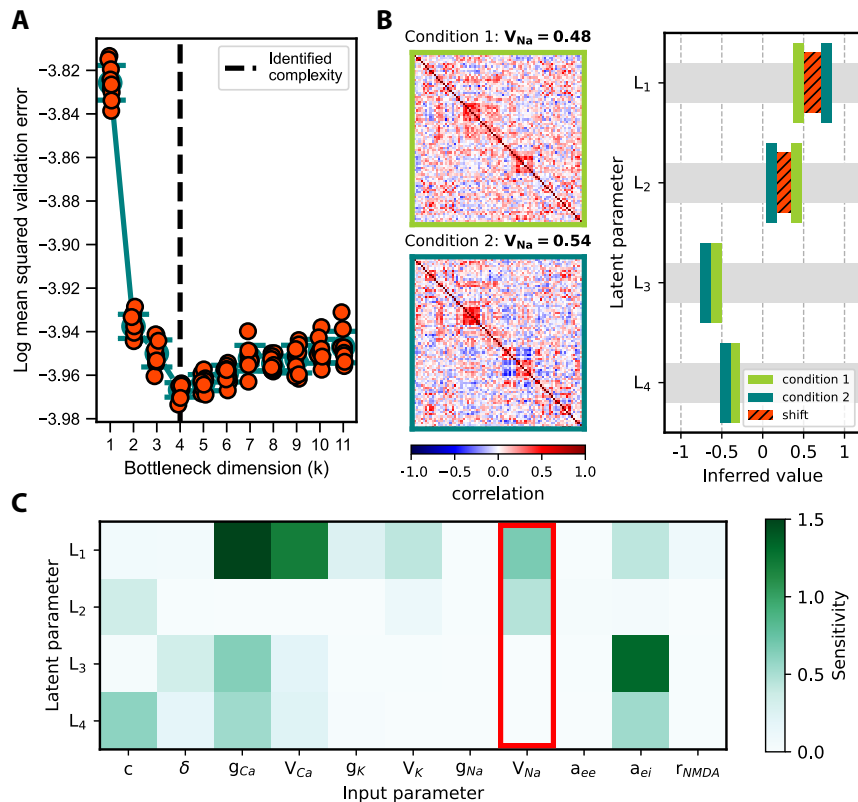 A
Log mean squared validation error
−3.82
−3.84
−3.86
−3.88
−3.90
−3.92
−3.94
−3.96
−3.98
Identified
complexity
1 2 3 4 5 6 7 8 9 10 11
Bottleneck dimension (k)
B
Condition 1: V_Na = 0.48
Condition 2: V_Na = 0.54
-1.0 −0.5 0.0 0.5 1.0
correlation
Latent parameter
L1
L2
L3
L4
condition 1
condition 2
shift
-1 -0.5 0 0.5 1
Inferred value
C
Latent parameter
L1
L2
L3
L4
c δ g_Ca V_Ca g_K V_K g_Na V_Na a_ee a_ei r_NMDA
Input parameter
1.5
1.0
0.5
0.0
Sensitivity